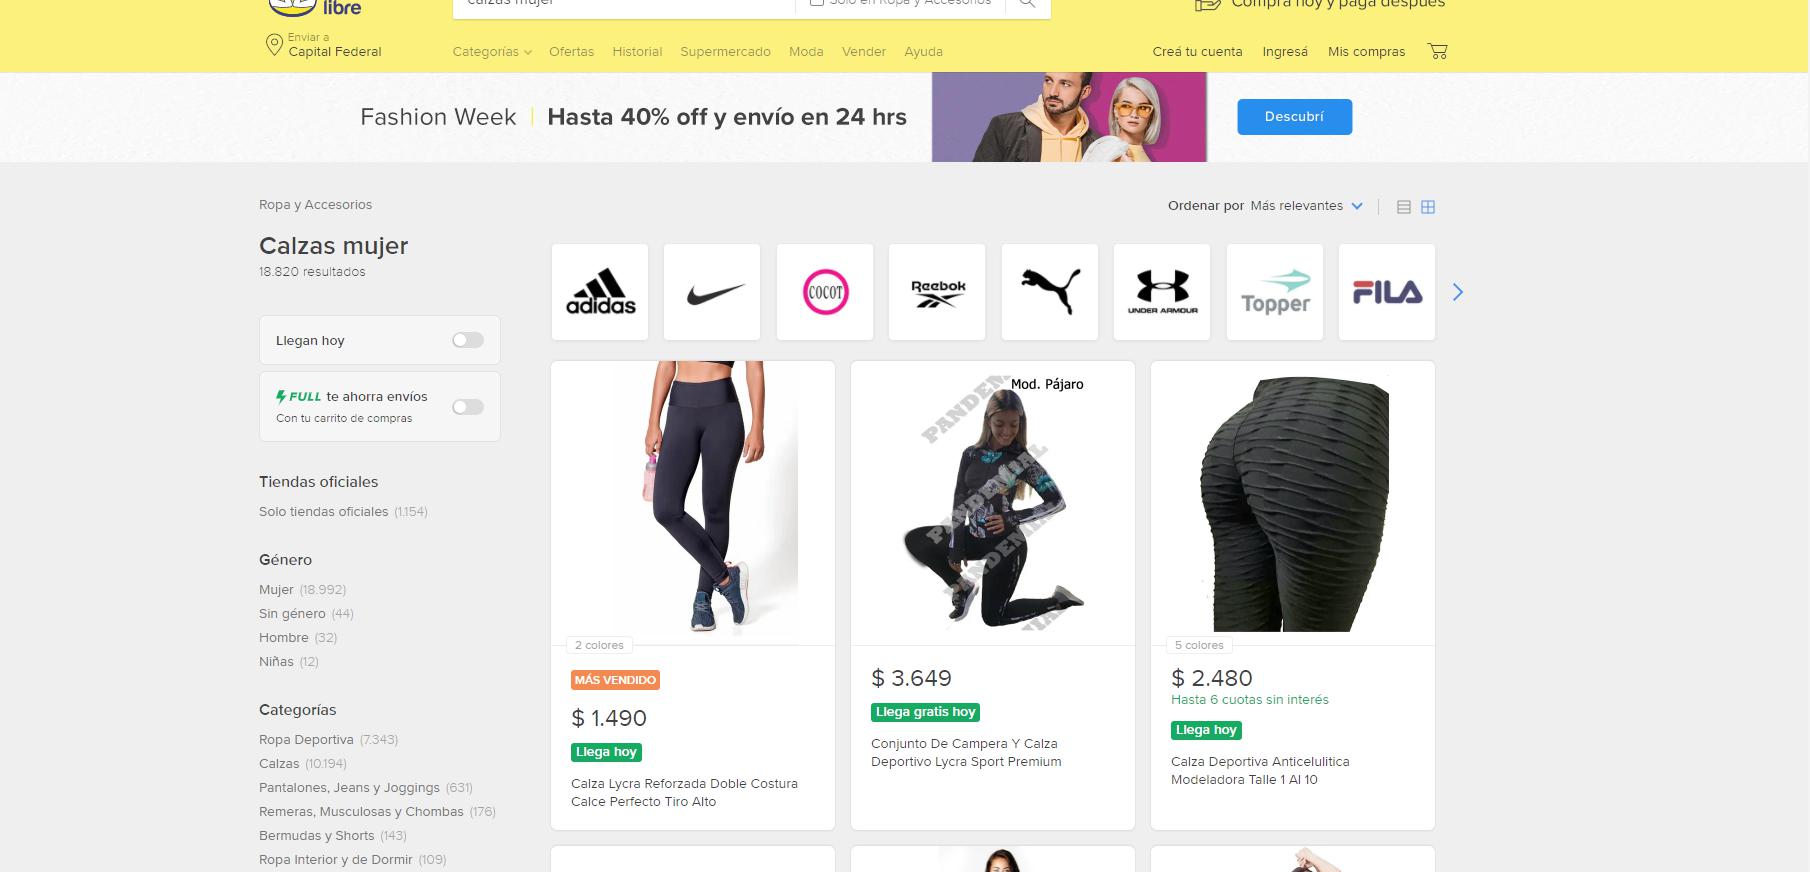 libre
calzas mujer
Solo en Ropa y Accesorios
Comprá hoy y pagá después
Enviar a
Capital Federal
Categorías
Ofertas
Historial
Supermercado
Moda
Vender
Ayuda
Creá tu cuenta
Ingresá
Mis compras
Fashion Week | Hasta 40% off y envío en 24 hrs
Descubrí
Ropa y Accesorios
Ordenar por Más relevantes
Calzas mujer
18.820 resultados
adidas
COCOT
Reebok
UNDER ARMOUR
Topper
FILA
Llegan hoy
FULL te ahorra envíos
Con tu carrito de compras
Tiendas oficiales
Solo tiendas oficiales (1.154)
Género
Mujer (18.992)
Sin género (44)
Hombre (32)
Niñas (12)
Categorías
Ropa Deportiva (7.343)
Calzas (10.194)
Pantalones, Jeans y Joggings (631)
Remeras, Musculosas y Chombas (176)
Bermudas y Shorts (143)
Ropa Interior y de Dormir (109)
2 colores
MÁS VENDIDO
$ 1.490
Llega hoy
Calza Lycra Reforzada Doble Costura
Calce Perfecto Tiro Alto
Mod. Pájaro
$ 3.649
Llega gratis hoy
Conjunto De Campera Y Calza
Deportivo Lycra Sport Premium
5 colores
$ 2.480
Hasta 6 cuotas sin interés
Llega hoy
Calza Deportiva Anticelulitica
Modeladora Talle 1 Al 10